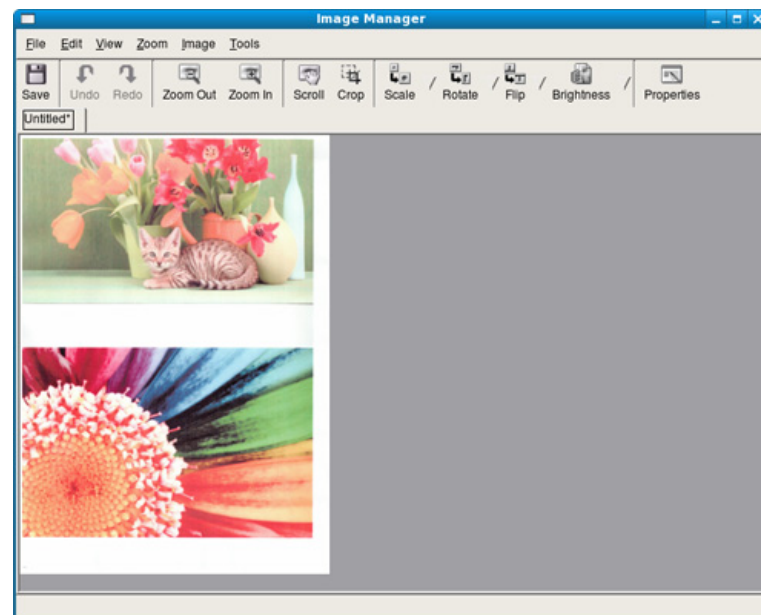 Image Manager
File Edit View Zoom Image Tools
Save Undo Redo Zoom Out Zoom In Scroll Crop Scale / Rotate / Flip / Brightness / Properties
Untitled*